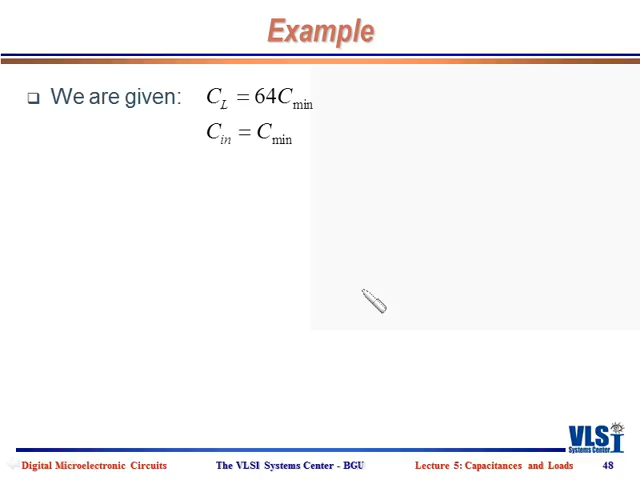 Example
❑ We are given: C_L = 64C_min
C_in = C_min
VLSI
Systems Center
Digital Microelectronic Circuits The VLSI Systems Center - BGU Lecture 5: Capacitances and Loads 48